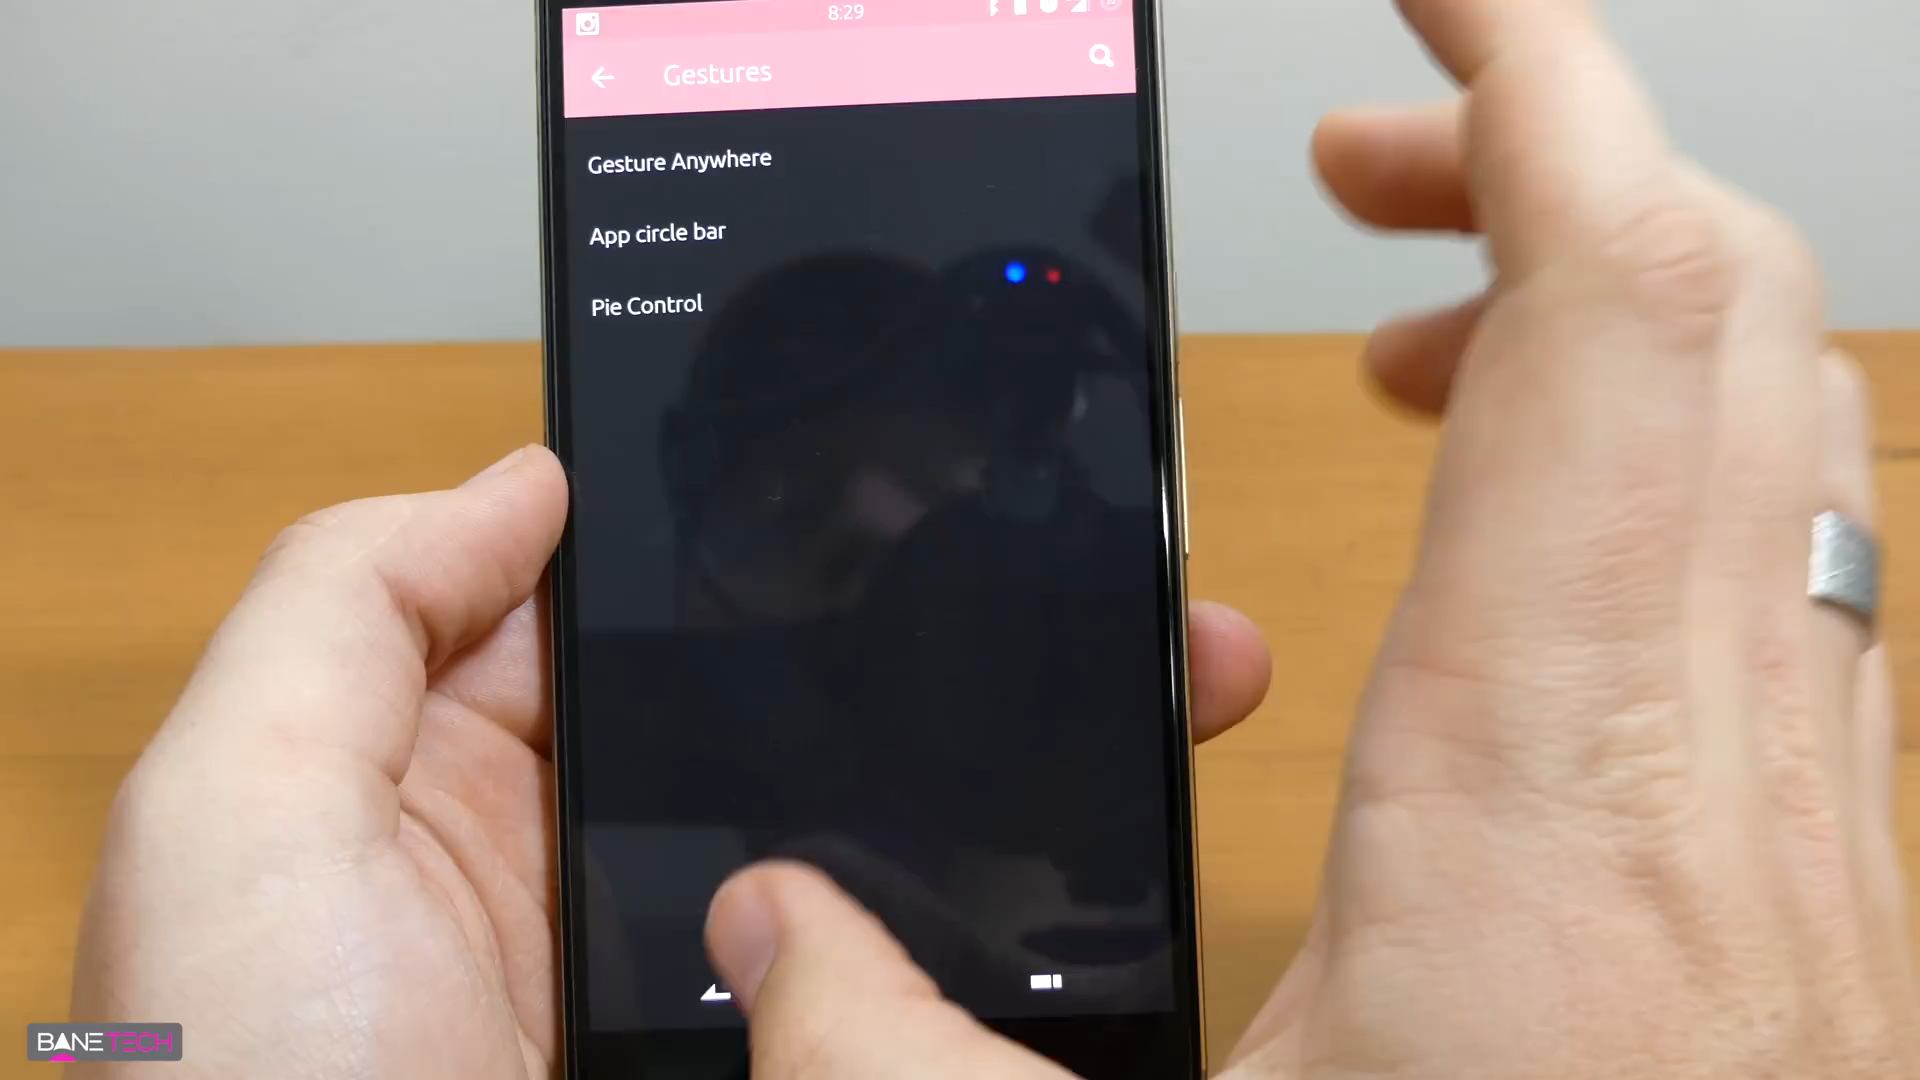 8:29
Gestures
Gesture Anywhere
App circle bar
Pie Control
BANETECH